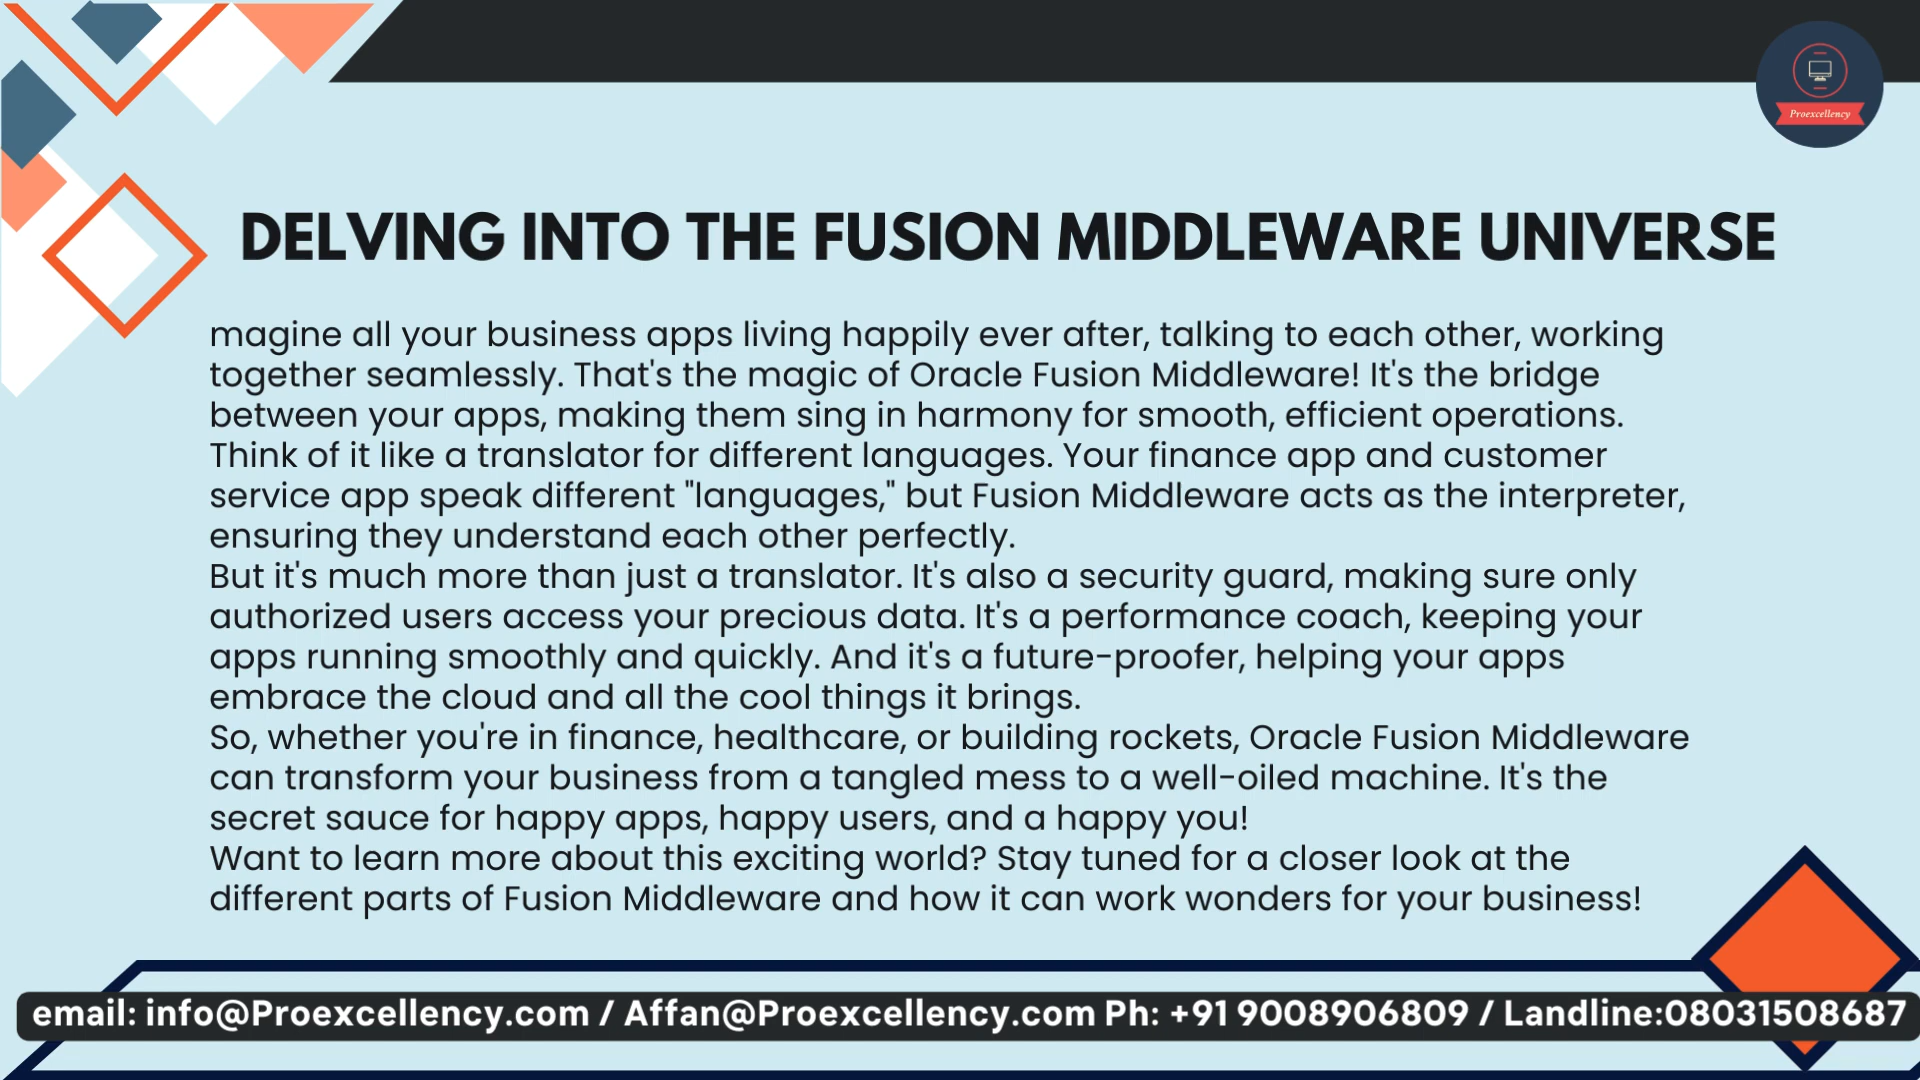 Proexcellency
DELVING INTO THE FUSION MIDDLEWARE UNIVERSE
magine all your business apps living happily ever after, talking to each other, working
together seamlessly. That's the magic of Oracle Fusion Middleware! It's the bridge
between your apps, making them sing in harmony for smooth, efficient operations.
Think of it like a translator for different languages. Your finance app and customer
service app speak different "languages," but Fusion Middleware acts as the interpreter,
ensuring they understand each other perfectly.
But it's much more than just a translator. It's also a security guard, making sure only
authorized users access your precious data. It's a performance coach, keeping your
apps running smoothly and quickly. And it's a future-proofer, helping your apps
embrace the cloud and all the cool things it brings.
So, whether you're in finance, healthcare, or building rockets, Oracle Fusion Middleware
can transform your business from a tangled mess to a well-oiled machine. It's the
secret sauce for happy apps, happy users, and a happy you!
Want to learn more about this exciting world? Stay tuned for a closer look at the
different parts of Fusion Middleware and how it can work wonders for your business!
email: info@Proexcellency.com / Affan@Proexcellency.com Ph: +91 9008906809 / Landline:08031508687